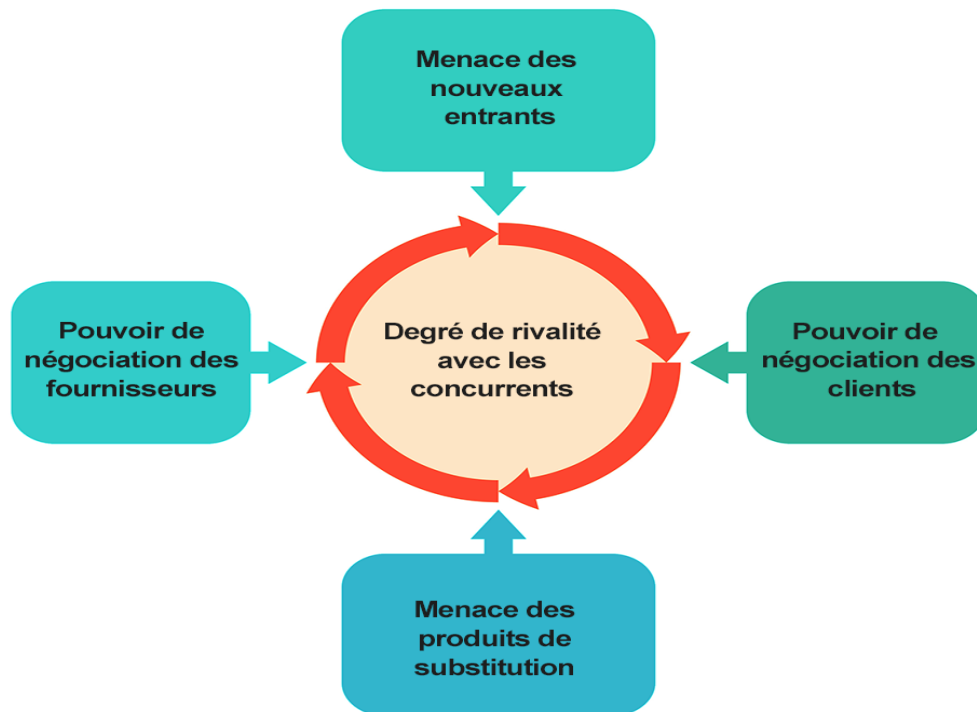 Menace des
nouveaux
entrants
Pouvoir de
négociation des
fournisseurs
Degré de rivalité
avec les
concurrents
Pouvoir de
négociation des
clients
Menace des
produits de
substitution